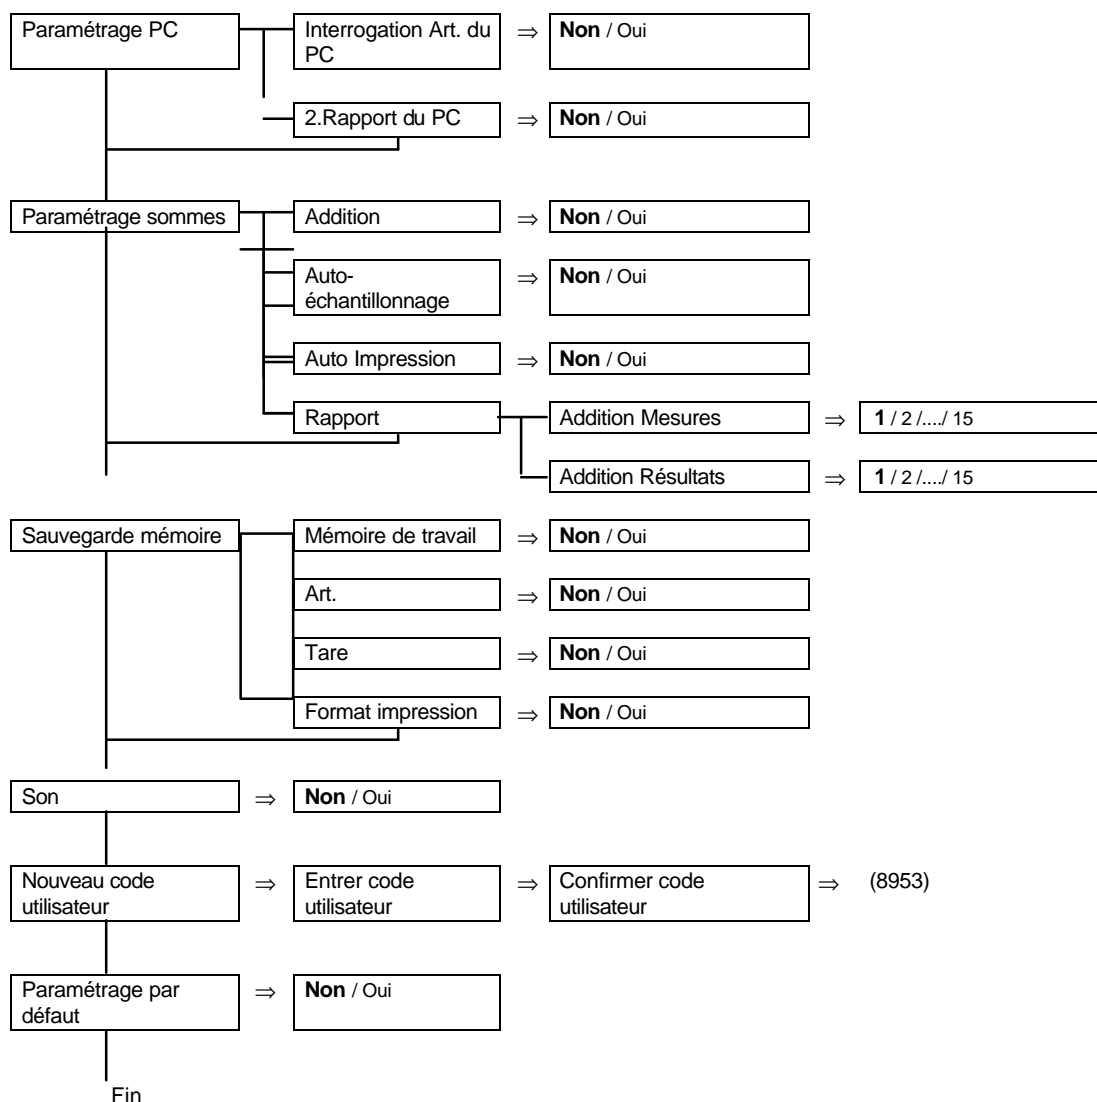 Paramétrage PC
Interrogation Art. du
PC
⇒
Non / Oui
2.Rapport du PC
⇒
Non / Oui
Paramétrage sommes
Addition
⇒
Non / Oui
Auto-
échantillonnage
⇒
Non / Oui
Auto Impression
⇒
Non / Oui
Rapport
Addition Mesures
⇒
1 / 2 /..../ 15
Addition Résultats
⇒
1 / 2 /..../ 15
Sauvegarde mémoire
Mémoire de travail
⇒
Non / Oui
Art.
⇒
Non / Oui
Tare
⇒
Non / Oui
Format impression
⇒
Non / Oui
Son
⇒
Non / Oui
Nouveau code
utilisateur
⇒
Entrer code
utilisateur
⇒
Confirmer code
utilisateur
⇒
(8953)
Paramétrage par
défaut
⇒
Non / Oui
Fin